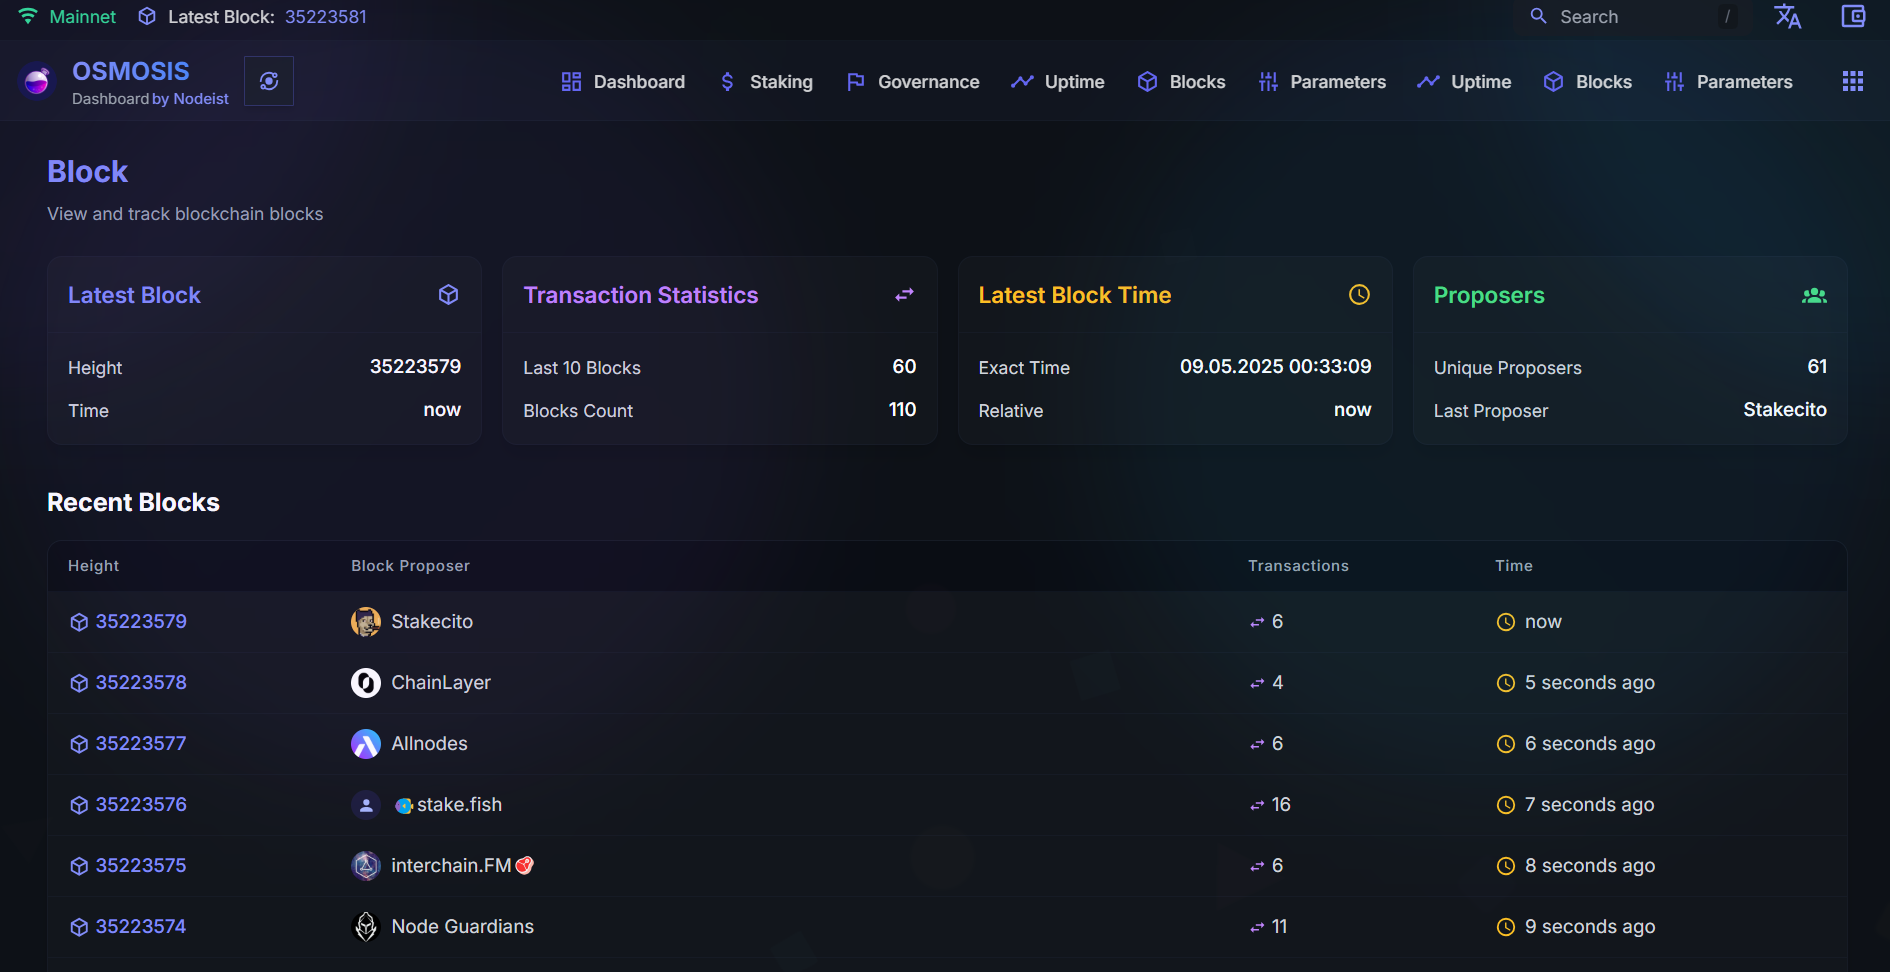 Mainnet Latest Block: 35223581 Search /
OSMOSIS
Dashboard by Nodeist
Dashboard Staking Governance Uptime Blocks Parameters Uptime Blocks Parameters
Block
View and track blockchain blocks
Latest Block
Height 35223579
Time now
Transaction Statistics
Last 10 Blocks 60
Blocks Count 110
Latest Block Time
Exact Time 09.05.2025 00:33:09
Relative now
Proposers
Unique Proposers 61
Last Proposer Stakecito
Recent Blocks
Height Block Proposer Transactions Time
35223579 Stakecito 6 now
35223578 ChainLayer 4 5 seconds ago
35223577 Allnodes 6 6 seconds ago
35223576 🐠stake.fish 16 7 seconds ago
35223575 interchain.FM🥩 6 8 seconds ago
35223574 Node Guardians 11 9 seconds ago